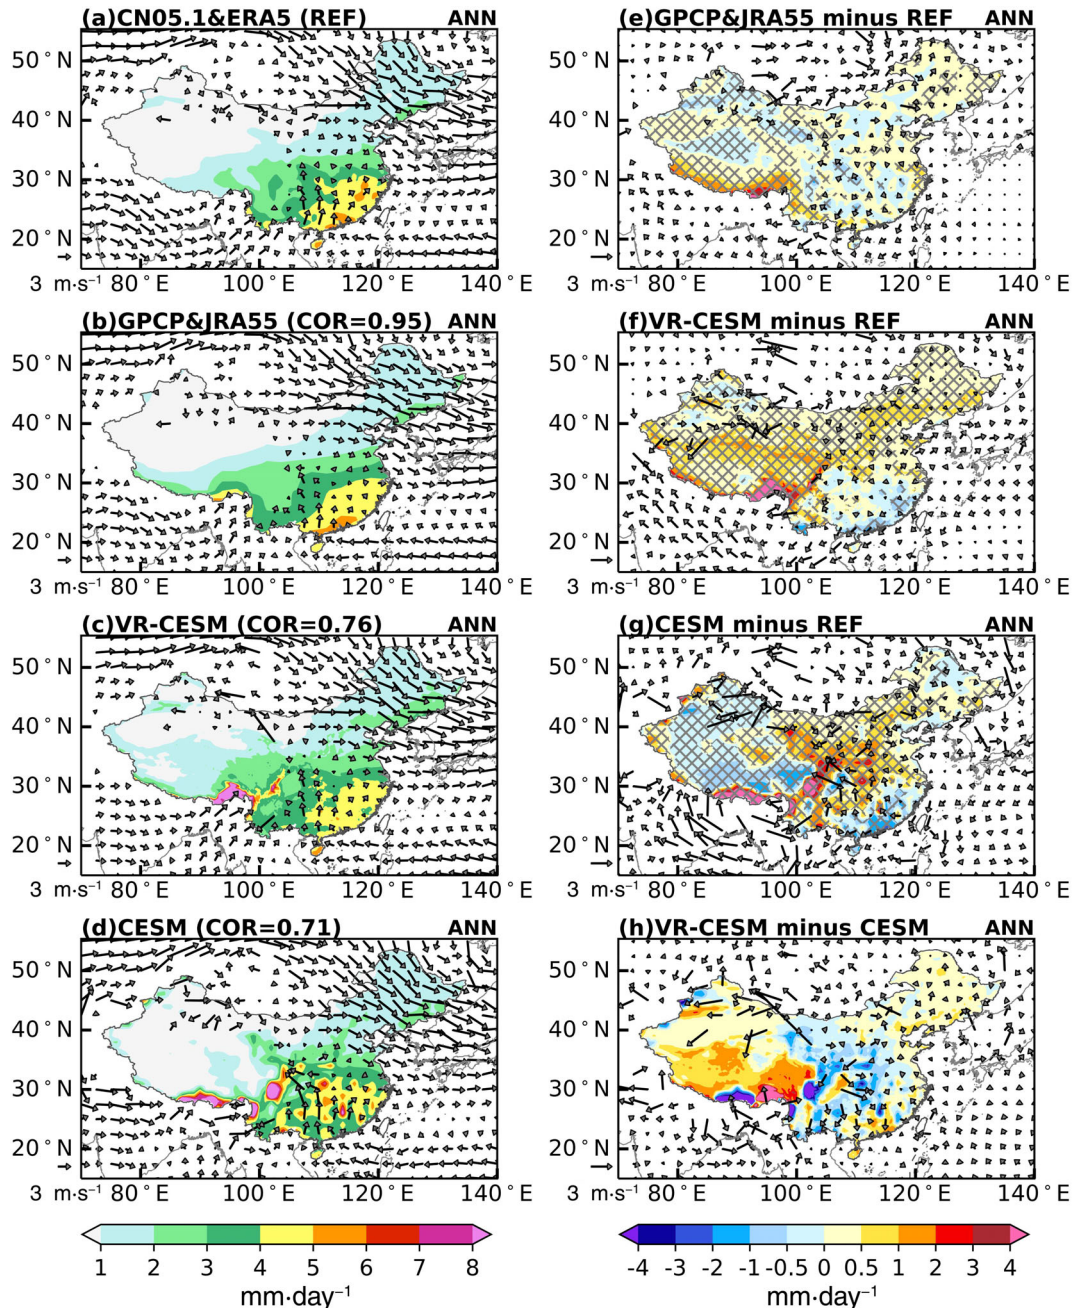 (a)CN05.1&ERA5 (REF) ANN
50°N
40°N
30°N
20°N
3 m·s⁻¹ 80°E 100°E 120°E 140°E
(e)GPCP&JRA55 minus REF ANN
50°N
40°N
30°N
20°N
3 m·s⁻¹ 80°E 100°E 120°E 140°E
(b)GPCP&JRA55 (COR=0.95) ANN
50°N
40°N
30°N
20°N
3 m·s⁻¹ 80°E 100°E 120°E 140°E
(f)VR-CESM minus REF ANN
50°N
40°N
30°N
20°N
3 m·s⁻¹ 80°E 100°E 120°E 140°E
(c)VR-CESM (COR=0.76) ANN
50°N
40°N
30°N
20°N
3 m·s⁻¹ 80°E 100°E 120°E 140°E
(g)CESM minus REF ANN
50°N
40°N
30°N
20°N
3 m·s⁻¹ 80°E 100°E 120°E 140°E
(d)CESM (COR=0.71) ANN
50°N
40°N
30°N
20°N
3 m·s⁻¹ 80°E 100°E 120°E 140°E
(h)VR-CESM minus CESM ANN
50°N
40°N
30°N
20°N
3 m·s⁻¹ 80°E 100°E 120°E 140°E
1 2 3 4 5 6 7 8
mm·day⁻¹
-4 -3 -2 -1 -0.5 0 0.5 1 2 3 4
mm·day⁻¹